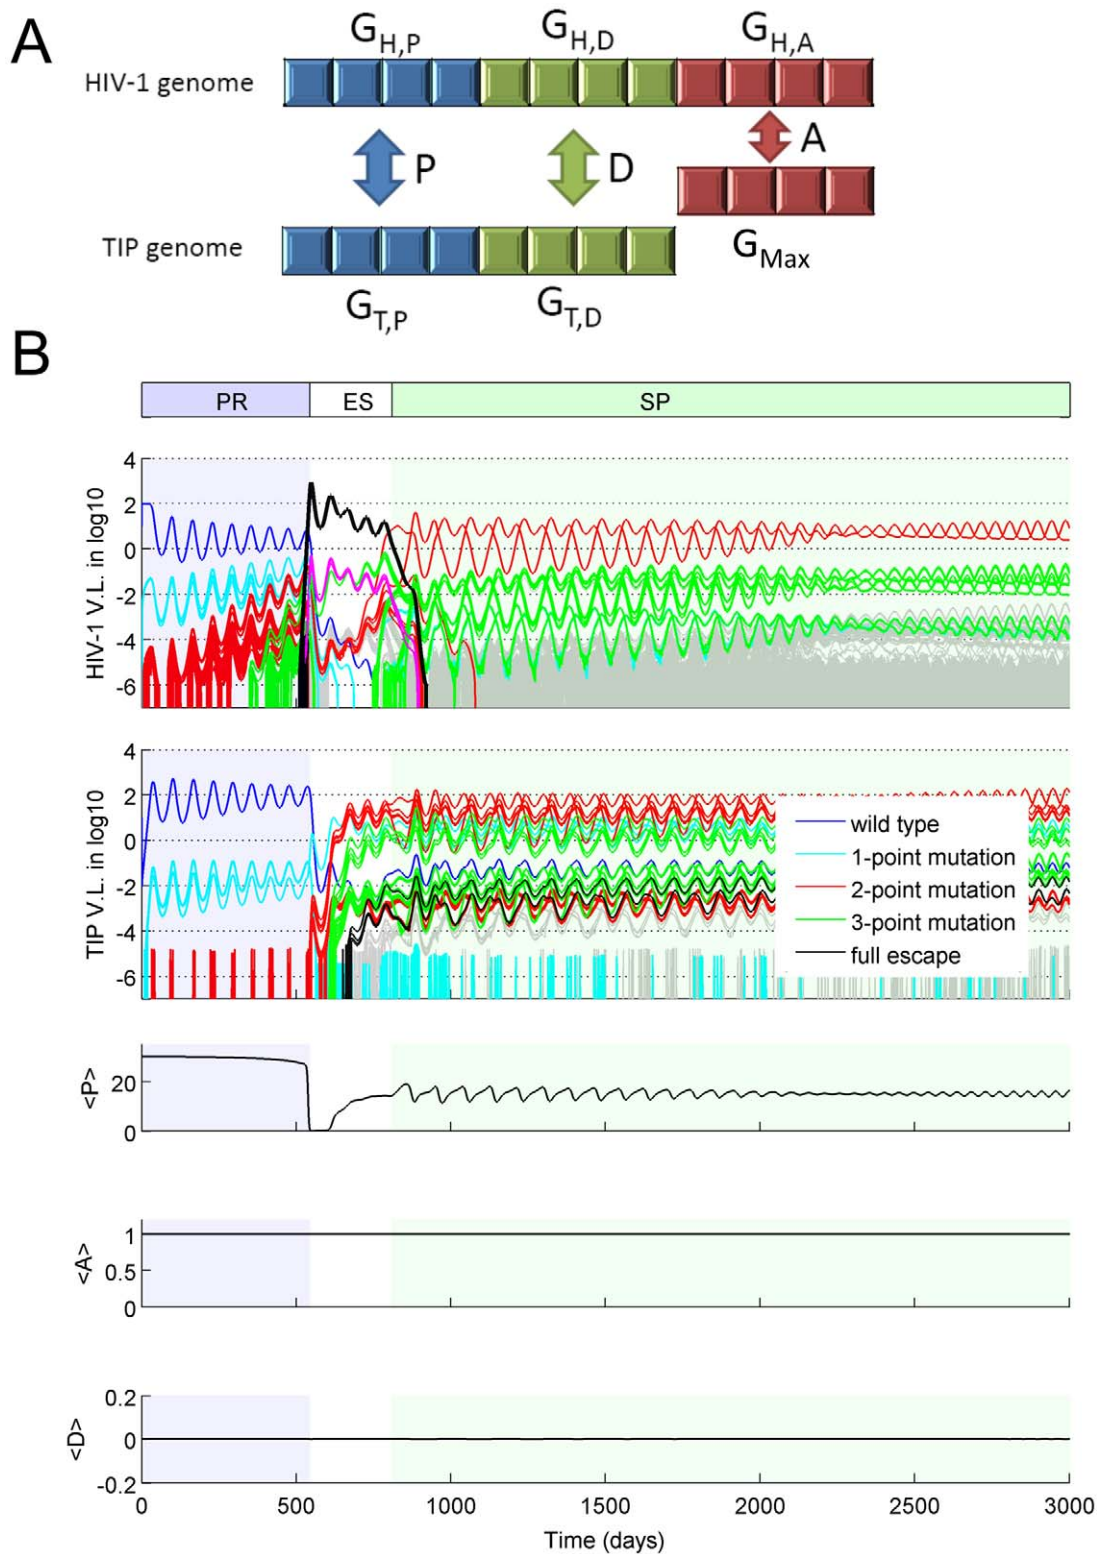 A
G_H,P G_H,D G_H,A
HIV-1 genome
P D A
TIP genome
G_Max
G_T,P G_T,D
B
PR ES SP
4
2
0
-2
-4
-6
HIV-1 V.L. in log10
4
2
0
-2
-4
-6
TIP V.L. in log10
wild type
1-point mutation
2-point mutation
3-point mutation
full escape
20
0
<P>
1
0.5
0
<A>
0.2
0
-0.2
<D>
0 500 1000 1500 2000 2500 3000
Time (days)